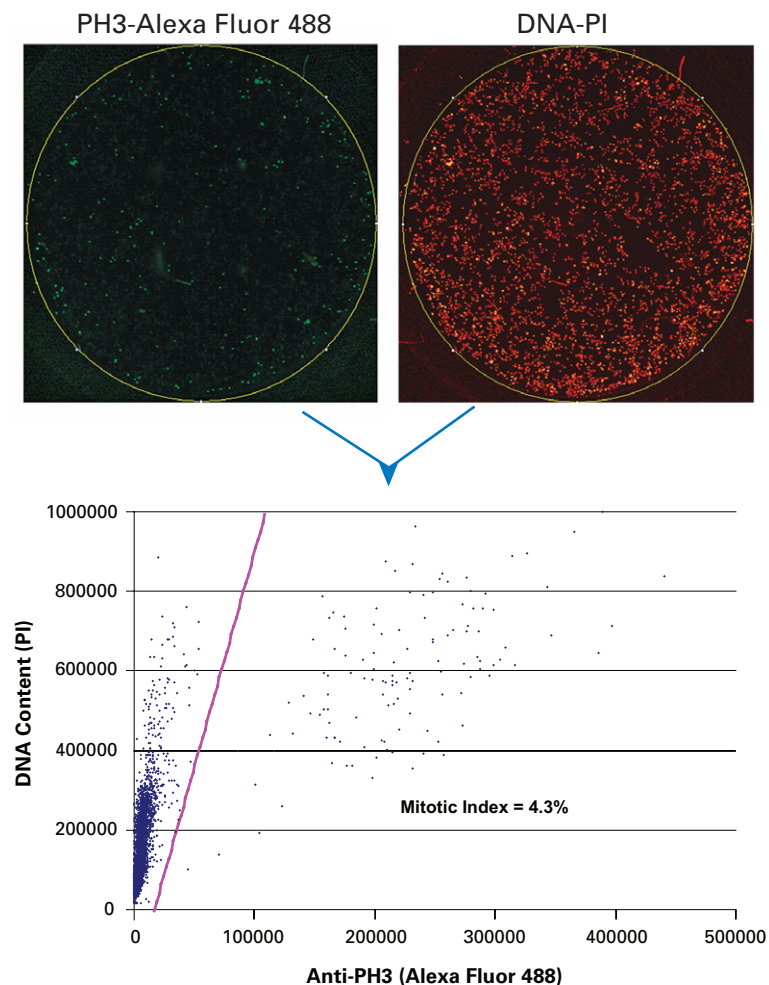 PH3-Alexa Fluor 488
DNA-PI
DNA Content (PI)
1000000
800000
600000
400000
200000
0
Mitotic Index = 4.3%
0 100000 200000 300000 400000 500000
Anti-PH3 (Alexa Fluor 488)